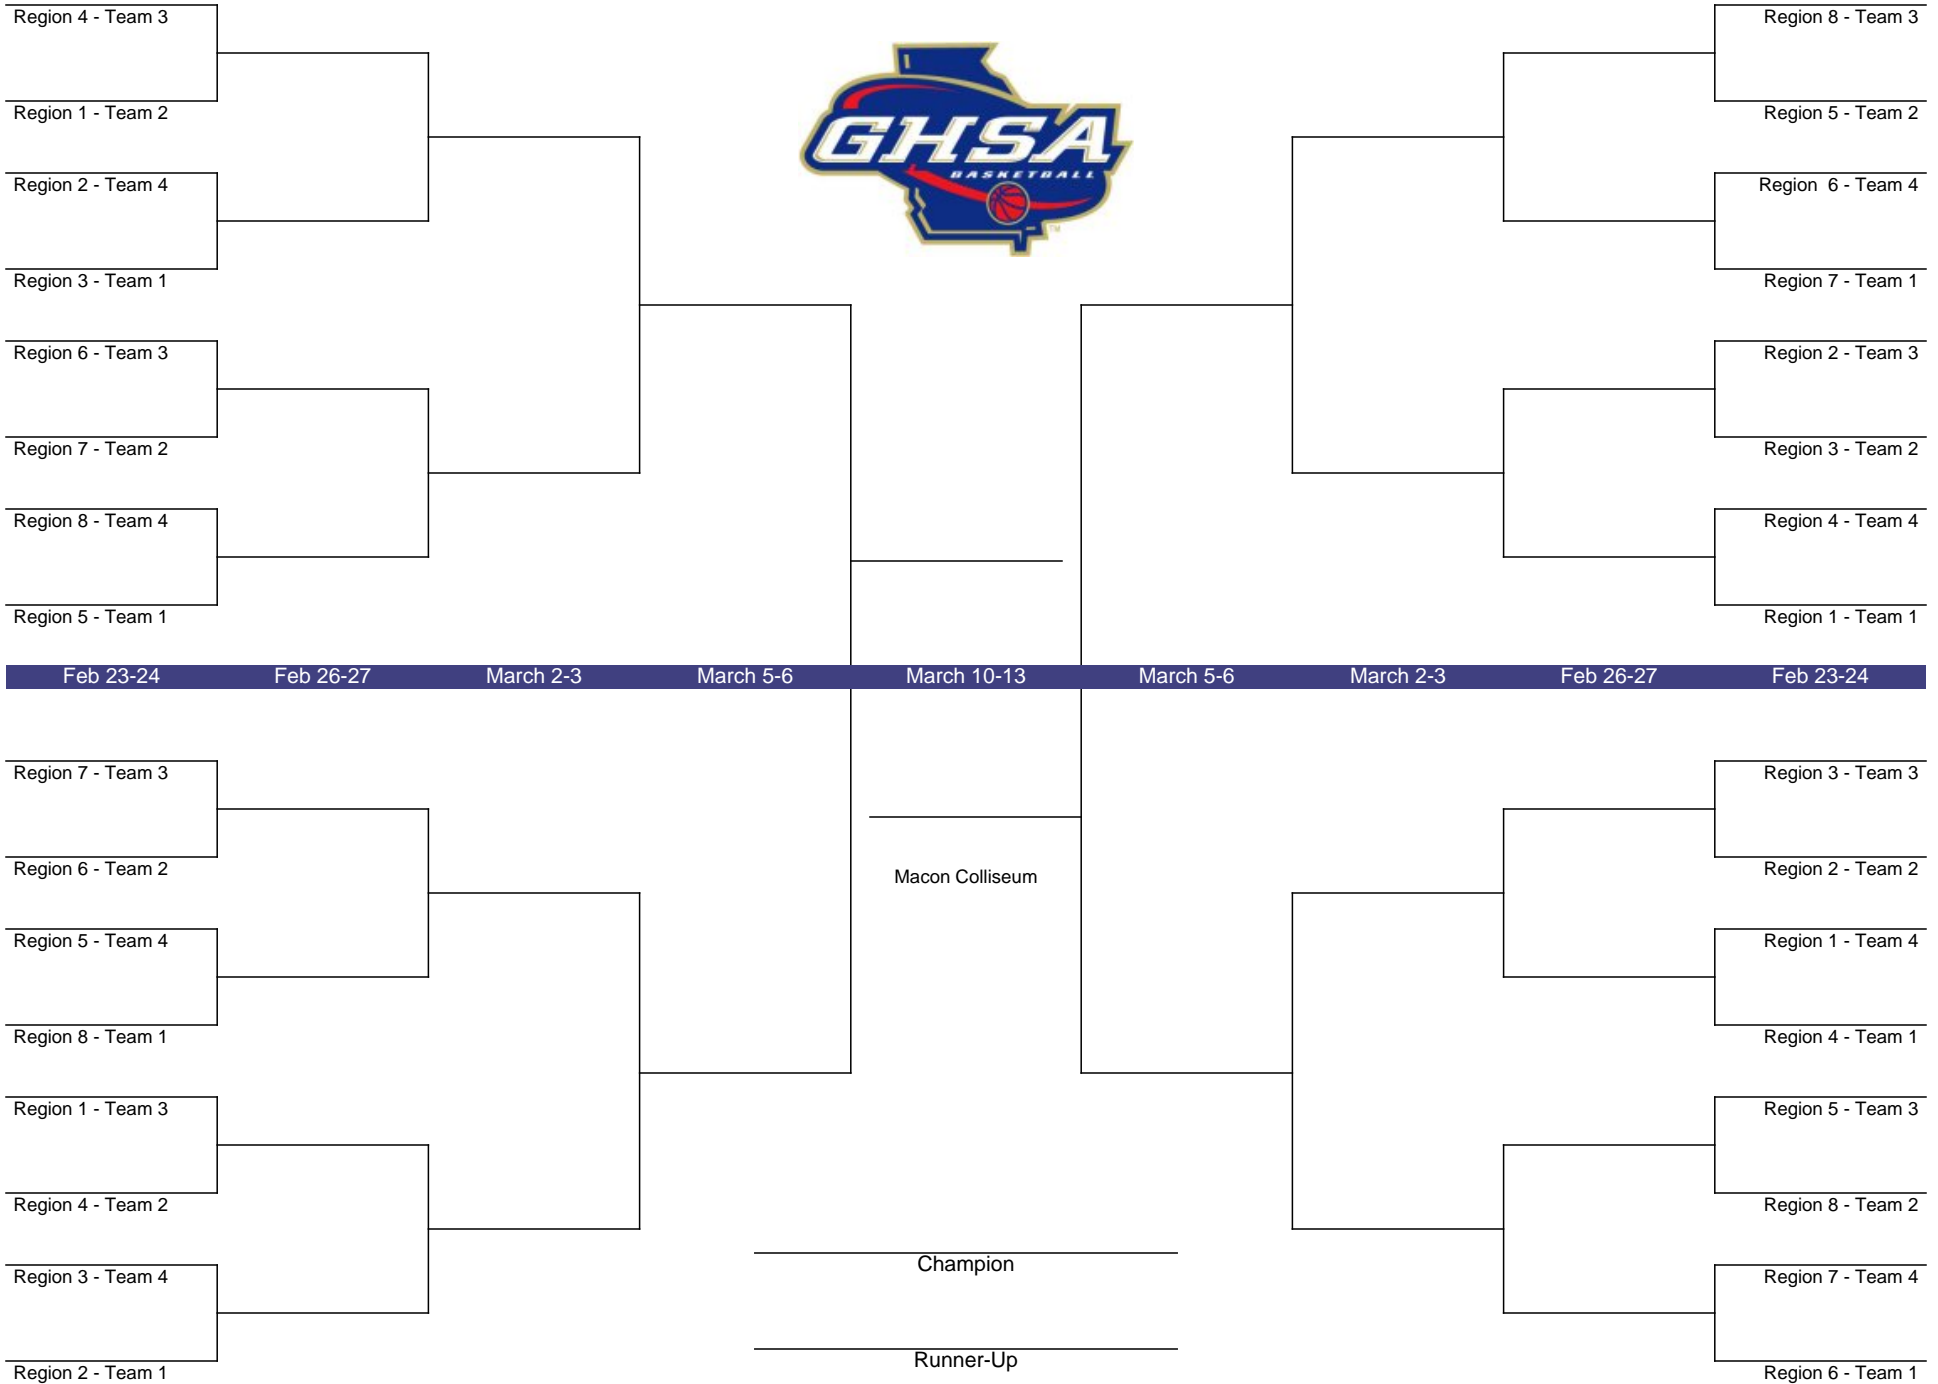 Region 4 - Team 3
Region 1 - Team 2
Region 2 - Team 4
Region 3 - Team 1
Region 6 - Team 3
Region 7 - Team 2
Region 8 - Team 4
Region 5 - Team 1
GHSA
BASKETBALL
TM
Region 8 - Team 3
Region 5 - Team 2
Region  6 - Team 4
Region 7 - Team 1
Region 2 - Team 3
Region 3 - Team 2
Region 4 - Team 4
Region 1 - Team 1
Feb 23-24 Feb 26-27 March 2-3 March 5-6 March 10-13 March 5-6 March 2-3 Feb 26-27 Feb 23-24
Region 7 - Team 3
Region 6 - Team 2
Region 5 - Team 4
Region 8 - Team 1
Region 1 - Team 3
Region 4 - Team 2
Region 3 - Team 4
Region 2 - Team 1
Macon Colliseum
Champion
Runner-Up
Region 3 - Team 3
Region 2 - Team 2
Region 1 - Team 4
Region 4 - Team 1
Region 5 - Team 3
Region 8 - Team 2
Region 7 - Team 4
Region 6 - Team 1